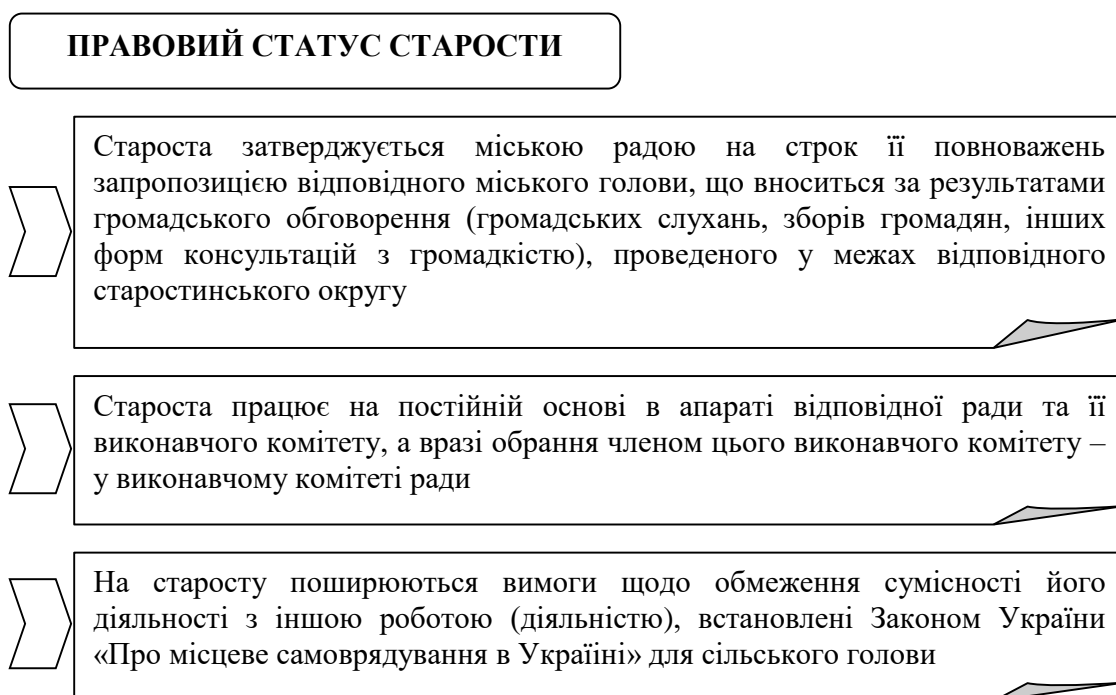 ПРАВОВИЙ СТАТУС СТАРОСТИ
Староста затверджується міською радою на строк її повноважень
запропозицією відповідного міського голови, що вноситься за результатами
громадського обговорення (громадських слухань, зборів громадян, інших
форм консультацій з громадкістю), проведеного у межах відповідного
старостинського округу
Староста працює на постійній основі в апараті відповідної ради та її
виконавчого комітету, а вразі обрання членом цього виконавчого комітету –
у виконавчому комітеті ради
На старосту поширюються вимоги щодо обмеження сумісності його
діяльності з іншою роботою (діяльністю), встановлені Законом України
«Про місцеве самоврядування в Україіні» для сільського голови